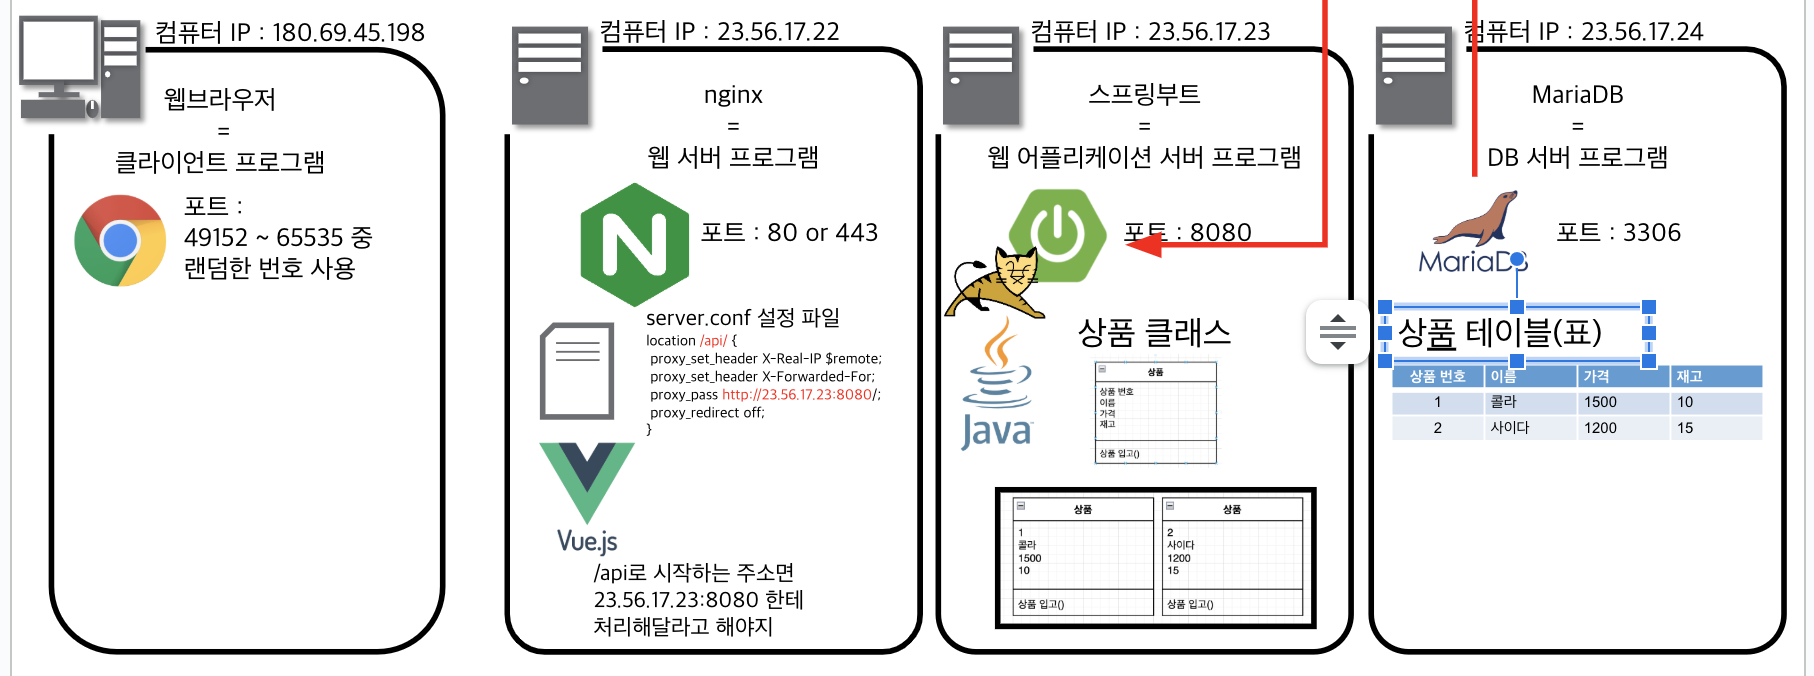 컴퓨터 IP : 180.69.45.198
웹브라우저
=
클라이언트 프로그램
포트 :
49152 ~ 65535 중
랜덤한 번호 사용
컴퓨터 IP : 23.56.17.22
nginx
=
웹 서버 프로그램
N
포트 : 80 or 443
server.conf 설정 파일
location /api/ {
proxy_set_header X-Real-IP $remote;
proxy_set_header X-Forwarded-For;
proxy_pass http://23.56.17.23:8080/;
proxy_redirect off;
}
Vue.js
/api로 시작하는 주소면
23.56.17.23:8080 한테
처리해달라고 해야지
컴퓨터 IP : 23.56.17.23
스프링부트
=
웹 어플리케이션 서버 프로그램
포트 : 8080
상품 클래스
Java
상품
상품 번호
이름
가격
재고
상품 입고()
상품
1
콜라
1500
10
상품 입고()
상품
2
사이다
1200
15
상품 입고()
컴퓨터 IP : 23.56.17.24
MariaDB
=
DB 서버 프로그램
MariaDB
포트 : 3306
상품 테이블(표)
상품 번호 이름 가격 재고
1 콜라 1500 10
2 사이다 1200 15